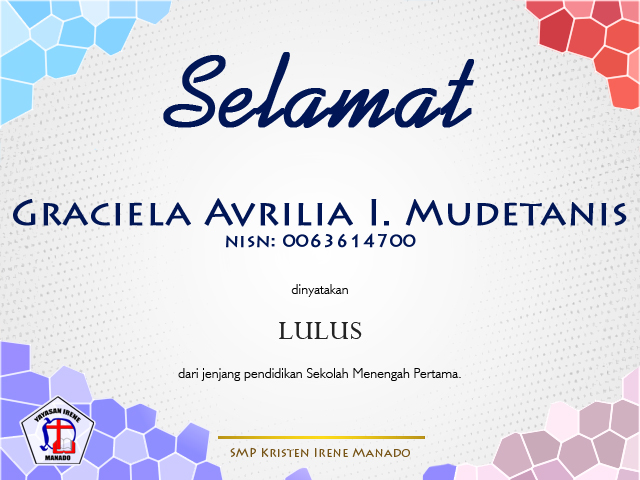 Selamat
Graciela Avrilia I. Mudetanis
NISN: 0063614700
dinyatakan
LULUS
dari jenjang pendidikan Sekolah Menengah Pertama.
YAYASAN IRENE
MANADO
SMP Kristen Irene Manado